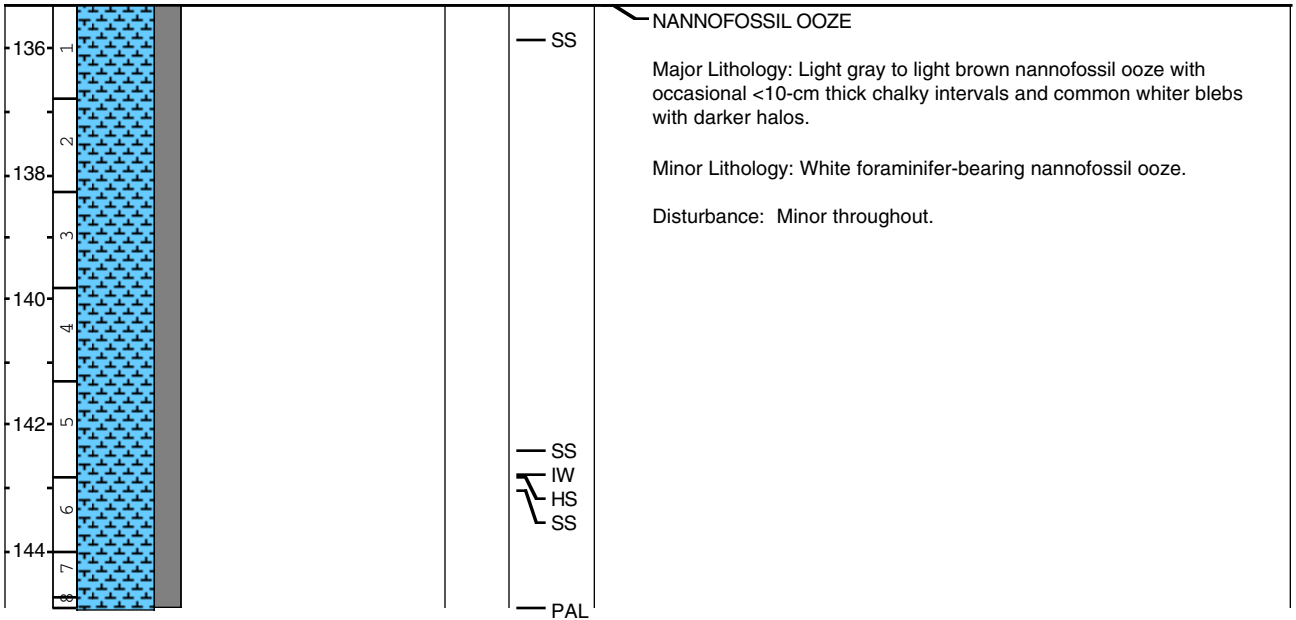 NANNOFOSSIL OOZE
SS
136
1
Major Lithology: Light gray to light brown nannofossil ooze with
occasional <10-cm thick chalky intervals and common whiter blebs
with darker halos.
2
138
Minor Lithology: White foraminifer-bearing nannofossil ooze.
Disturbance: Minor throughout.
3
140
4
142
5
SS
IW
HS
6
SS
144
7
8
PAL